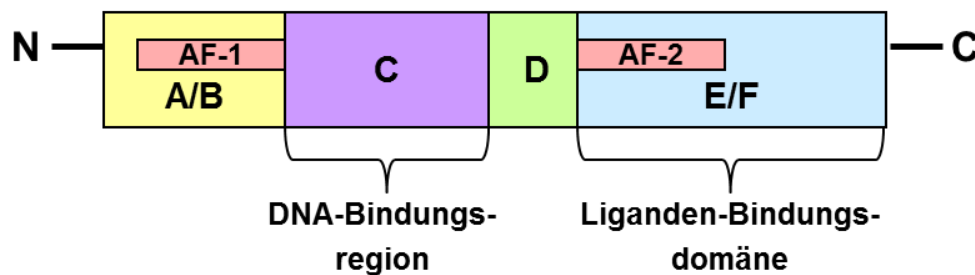 N AF-1 C D AF-2 C
A/B E/F
DNA-Bindungs-
region
Liganden-Bindungs-
domäne